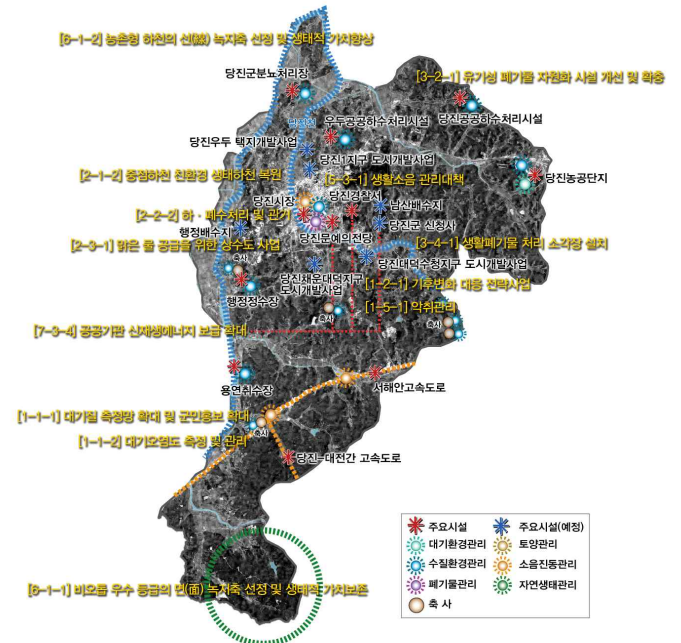 [6-1-2] 농촌형 하천의 선(線) 녹지축 선정 및 생태적 가치향상
당진군분뇨처리장
[3-2-1] 유기성 폐기물 자원화 시설 개선 및 확충
우두공공하수처리시설
당진공공하수처리시설
당진우두 택지개발사업
당진1지구 도시개발사업
[2-1-2] 중점하천 친환경 생태하천 복원
[5-3-1] 생활소음 관리대책
당진농공단지
당진시장
당진경찰서
남산배수지
[2-2-2] 하·폐수처리 및 관거
당진군 신청사
행정배수지
당진문예의전당
[2-3-1] 맑은 물 공급을 위한 상수도 사업
[3-4-1] 생활폐기물 처리 소각장 설치
축사
당진채운대덕지구
도시개발사업
당진대덕수청지구 도시개발사업
[1-2-1] 기후변화 대응 전략사업
행정정수장
[1-5-1] 악취관리
축사
축사
[7-3-4] 공공기관 신재생에너지 보급 확대
용연취수장
서해안고속도로
[1-1-1] 대기질 측정망 확대 및 군민홍보 확대
축사
[1-1-2] 대기오염도 측정 및 관리
당진-대전간 고속도로
주요시설
주요시설(예정)
대기환경관리
토양관리
수질환경관리
소음진동관리
폐기물관리
자연생태관리
축 사
[6-1-1] 비오톱 우수 등급의 면(面) 녹지축 선정 및 생태적 가치보존